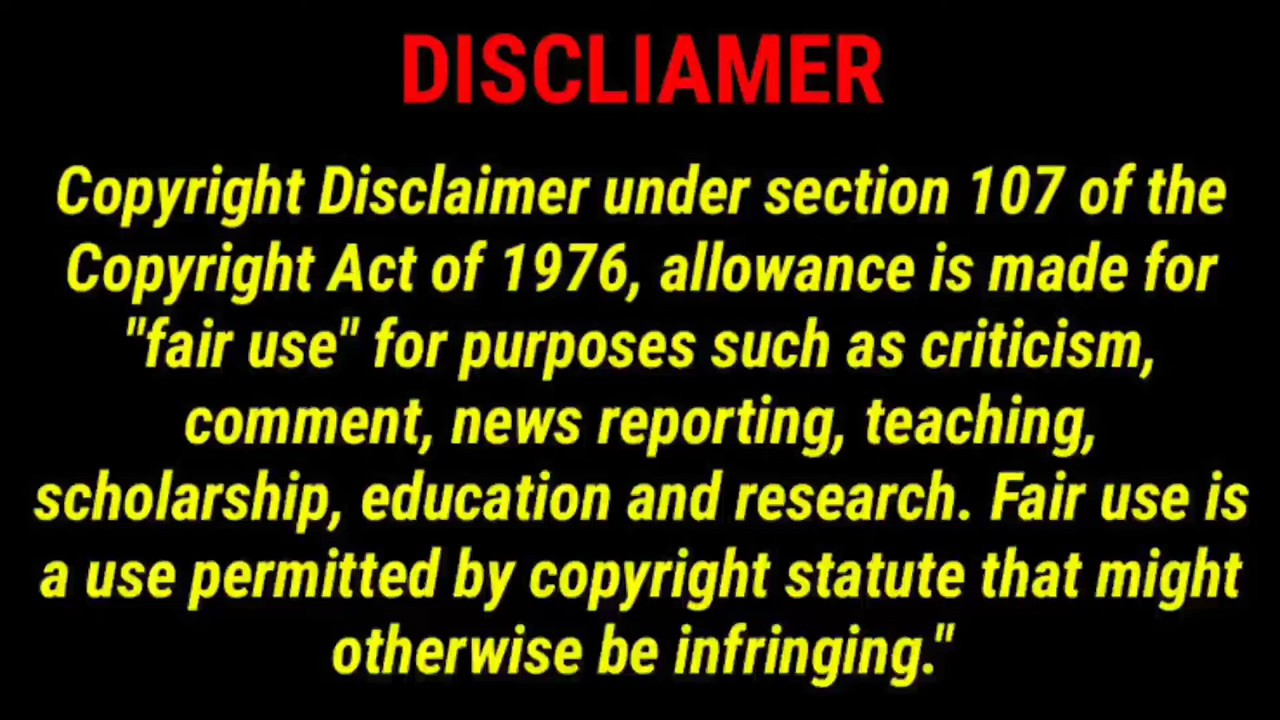 DISCLIAMER
Copyright Disclaimer under section 107 of the
Copyright Act of 1976, allowance is made for
"fair use" for purposes such as criticism,
comment, news reporting, teaching,
scholarship, education and research. Fair use is
a use permitted by copyright statute that might
otherwise be infringing."